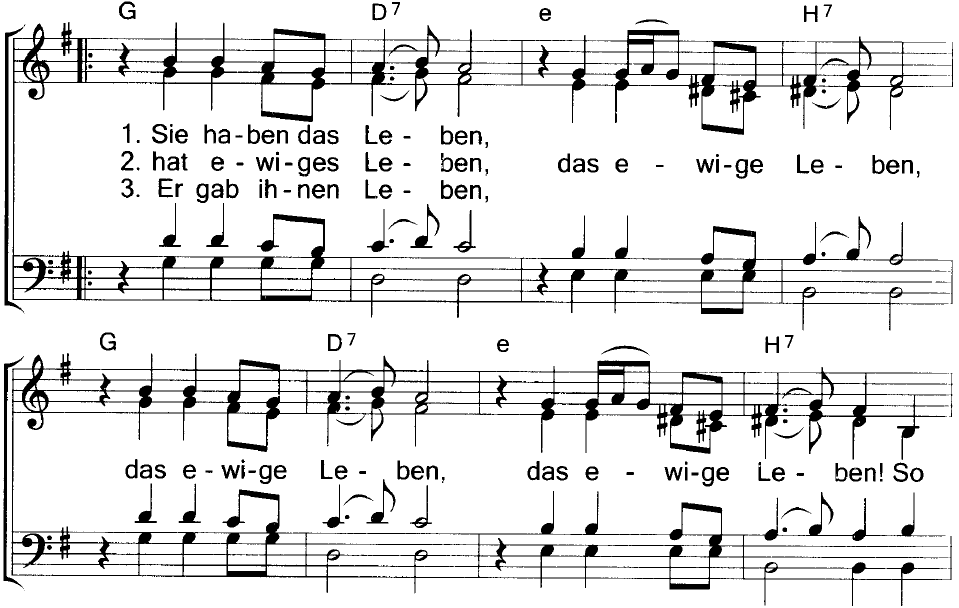 G D7 e H7
1. Sie ha-ben das Le - ben,
2. hat e - wi-ges Le - ben, das e - wi-ge Le - ben,
3. Er gab ih-nen Le - ben,
G D7 e H7
das e - wi-ge Le - ben, das e - wi-ge Le - ben! So